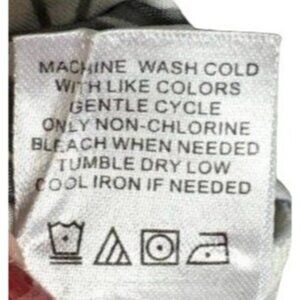 MACHINE WASH COLD
WITH LIKE COLORS
GENTLE CYCLE
ONLY NON-CHLORINE
BLEACH WHEN NEEDED
TUMBLE DRY LOW
COOL IRON IF NEEDED